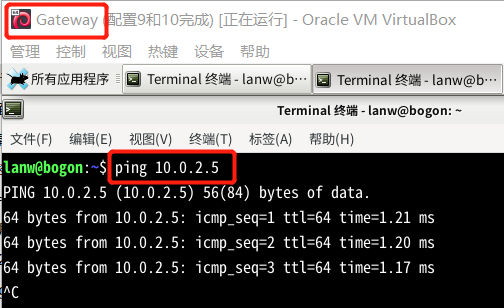 Gateway (配置9和10完成) [正在运行] - Oracle VM VirtualBox
管理 控制 视图 热键 设备 帮助
所有应用程序 Terminal 终端 - lanw@bo... Terminal 终端 - lanw@bo...
Terminal 终端 - lanw@bogon: ~
文件(F) 编辑(E) 视图(V) 终端(T) 标签(A) 帮助(H)
lanw@bogon:~$ ping 10.0.2.5
PING 10.0.2.5 (10.0.2.5) 56(84) bytes of data.
64 bytes from 10.0.2.5: icmp_seq=1 ttl=64 time=1.21 ms
64 bytes from 10.0.2.5: icmp_seq=2 ttl=64 time=1.20 ms
64 bytes from 10.0.2.5: icmp_seq=3 ttl=64 time=1.17 ms
^C